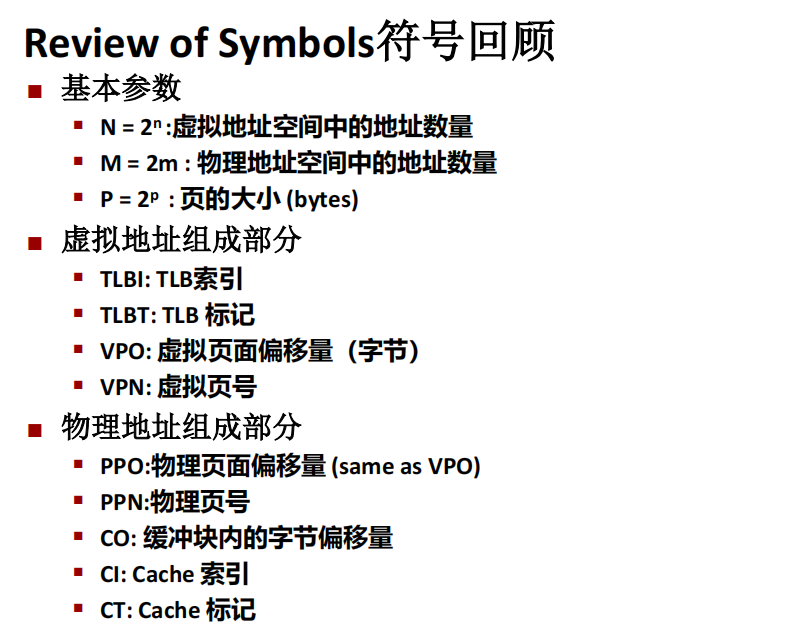 Review of Symbols符号回顾
■ 基本参数
▪ N = 2ⁿ :虚拟地址空间中的地址数量
▪ M = 2m : 物理地址空间中的地址数量
▪ P = 2ᵖ : 页的大小 (bytes)
■ 虚拟地址组成部分
▪ TLBI: TLB索引
▪ TLBT: TLB 标记
▪ VPO: 虚拟页面偏移量（字节）
▪ VPN: 虚拟页号
■ 物理地址组成部分
▪ PPO:物理页面偏移量 (same as VPO)
▪ PPN:物理页号
▪ CO: 缓冲块内的字节偏移量
▪ CI: Cache 索引
▪ CT: Cache 标记